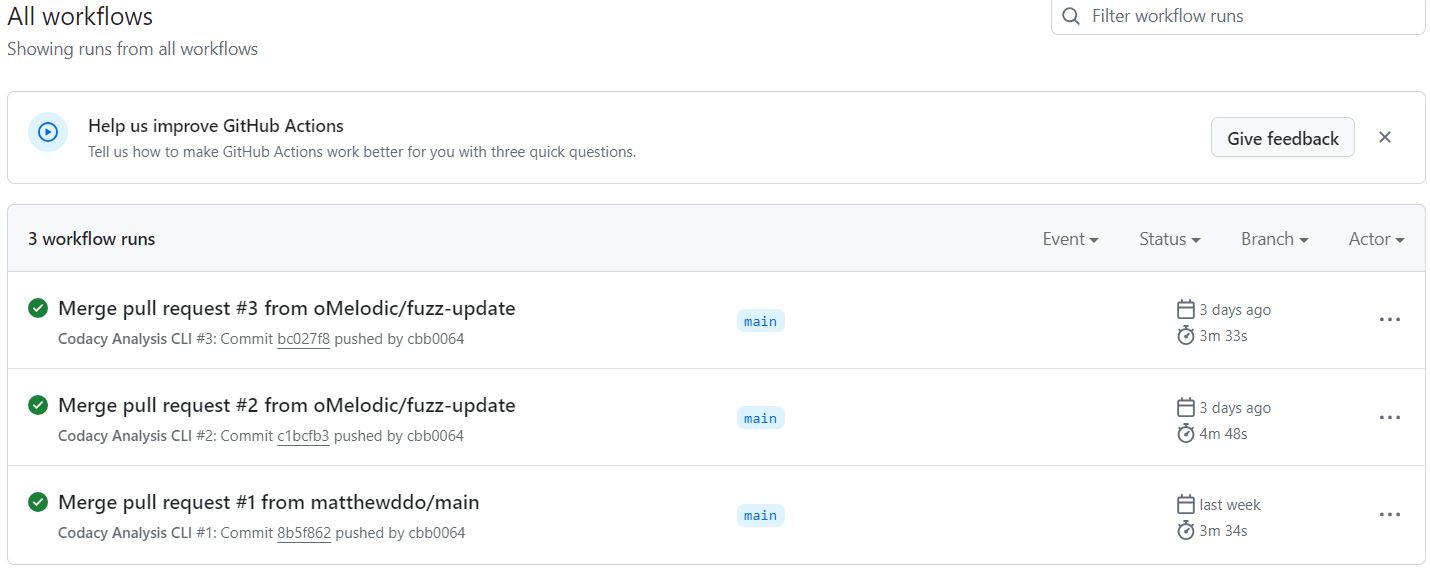 All workflows
Filter workflow runs
Showing runs from all workflows
Help us improve GitHub Actions
Tell us how to make GitHub Actions work better for you with three quick questions.
Give feedback
3 workflow runs
Event
Status
Branch
Actor
Merge pull request #3 from oMelodic/fuzz-update
Codacy Analysis CLI #3: Commit bc027f8 pushed by cbb0064
main
3 days ago
3m 33s
Merge pull request #2 from oMelodic/fuzz-update
Codacy Analysis CLI #2: Commit c1bcfb3 pushed by cbb0064
main
3 days ago
4m 48s
Merge pull request #1 from matthewddo/main
Codacy Analysis CLI #1: Commit 8b5f862 pushed by cbb0064
main
last week
3m 34s